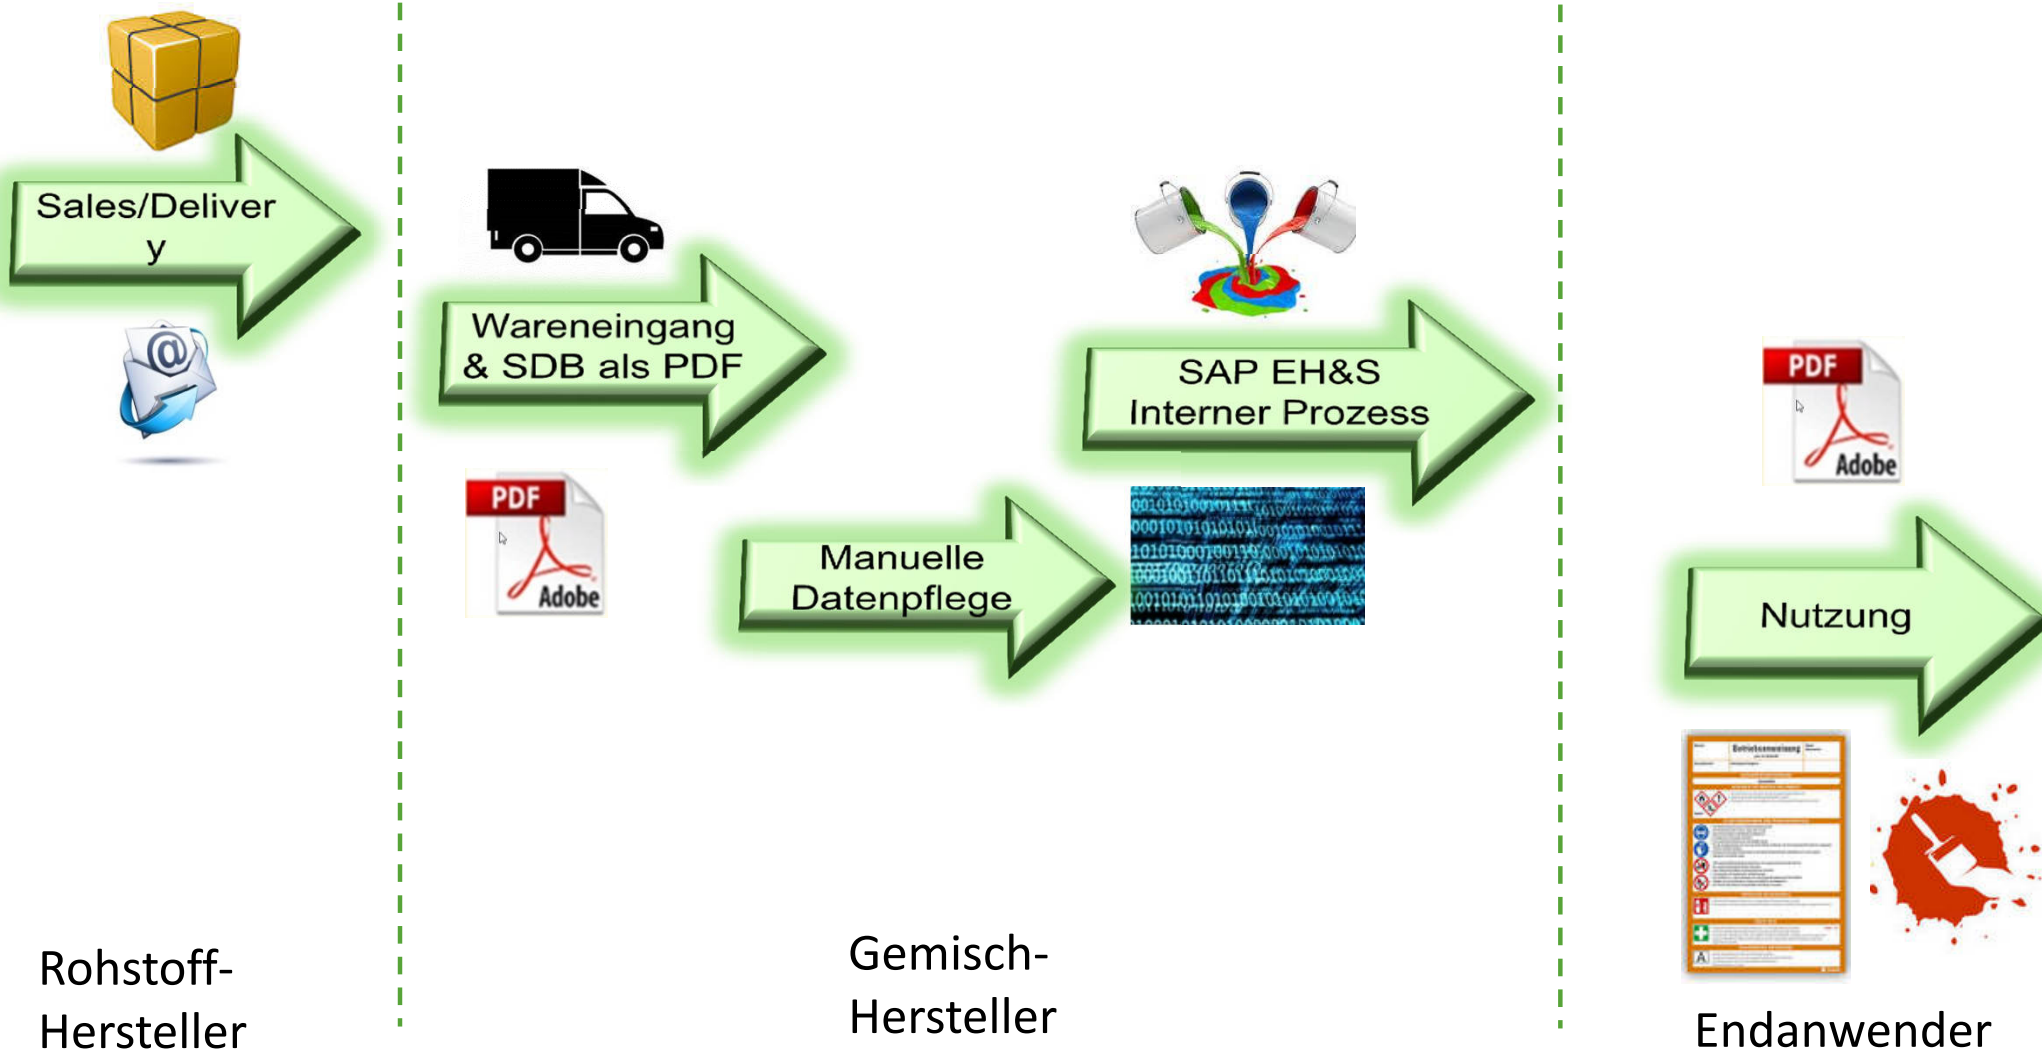 Sales/Deliver
y
@
Wareneingang
& SDB als PDF
PDF
Adobe
Manuelle
Datenpflege
SAP EH&S
Interner Prozess
PDF
Adobe
Nutzung
Betriebsanweisung
Rohstoff-
Hersteller
Gemisch-
Hersteller
Endanwender